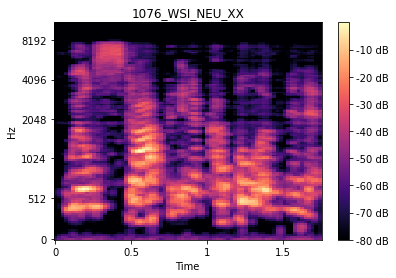 1076_WSI_NEU_XX
8192
4096
2048
1024
512
0
Hz
0
0.5
1
1.5
Time
-10 dB
-20 dB
-30 dB
-40 dB
-50 dB
-60 dB
-70 dB
-80 dB